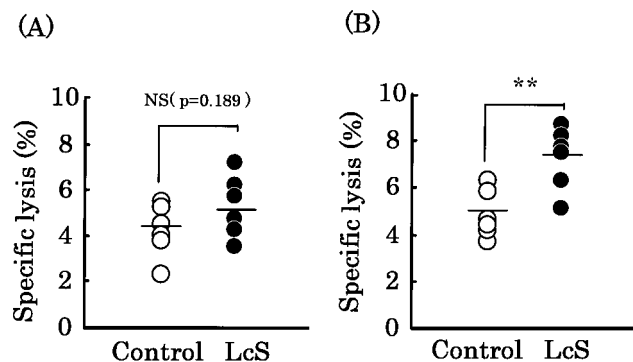 (A)
Specific lysis (%)
10
8
6
4
2
0
NS( p=0.189)
Control LcS
(B)
Specific lysis (%)
10
8
6
4
2
0
**
Control LcS